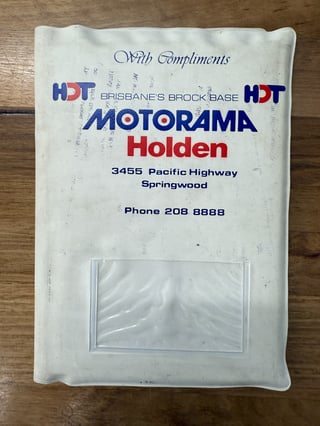 With Compliments
HDT BRISBANE'S BROCK BASE HDT
MOTORAMA
Holden
3455 Pacific Highway
Springwood
Phone 208 8888